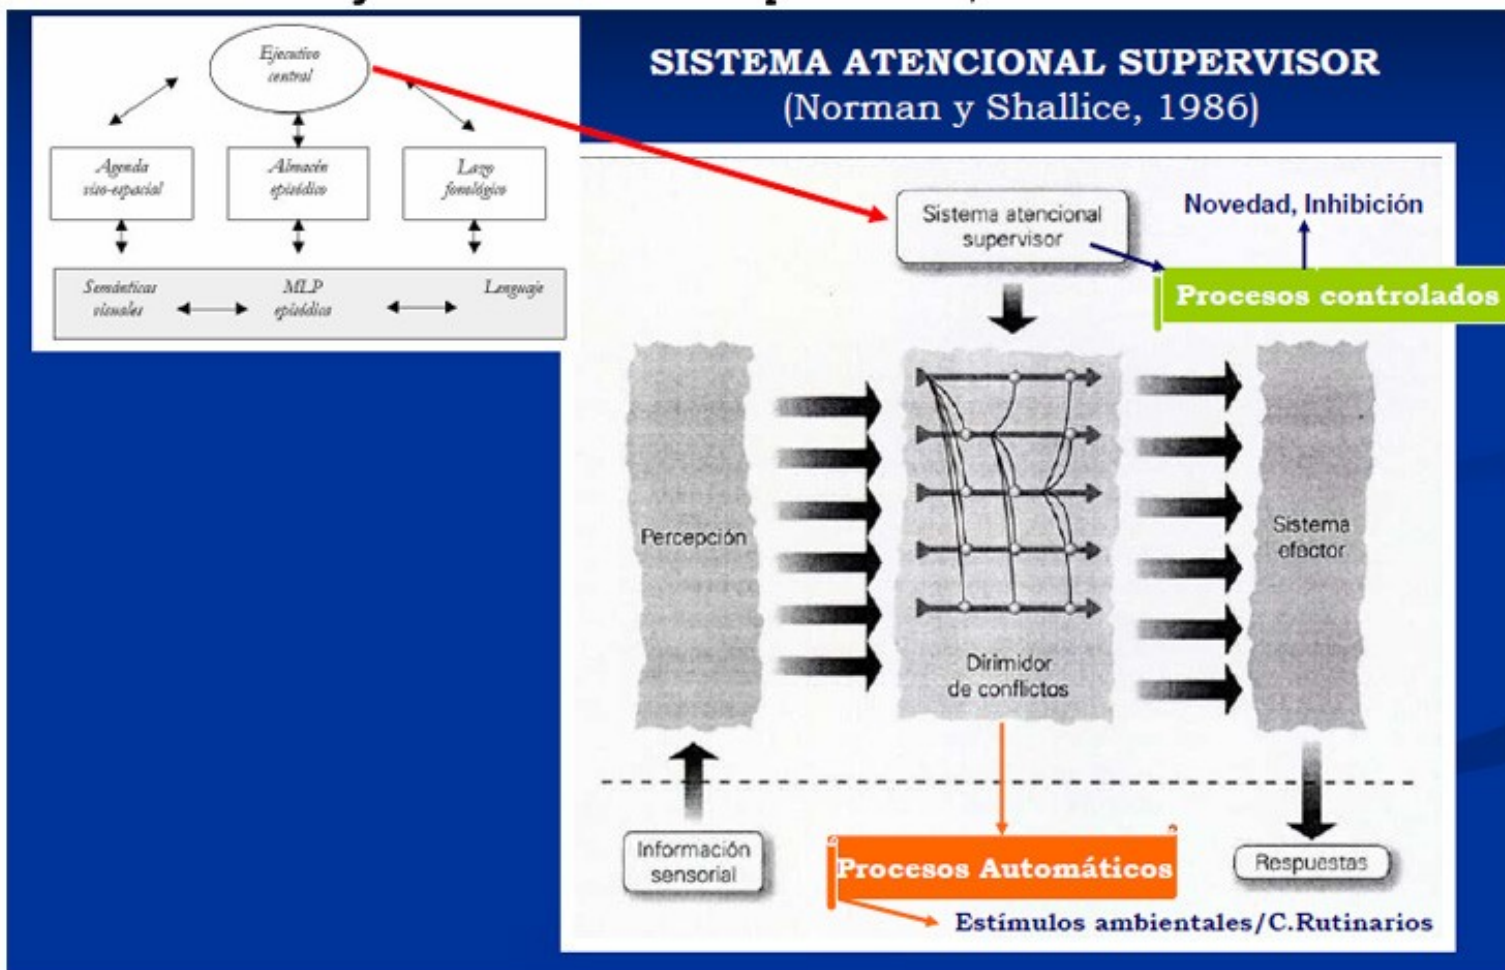 SISTEMA ATENCIONAL SUPERVISOR
(Norman y Shallice, 1986)
Ejecutivo
central
Agenda
viso-espacial
Almacén
episódico
Lazo
fonológico
Semánticas
visuales
MLP
episódica
Lenguaje
Sistema atencional
supervisor
Novedad, Inhibición
Procesos controlados
Percepción
Dirimidor
de conflictos
Sistema
efector
Información
sensorial
Procesos Automáticos
Respuestas
Estímulos ambientales/C.Rutinarios